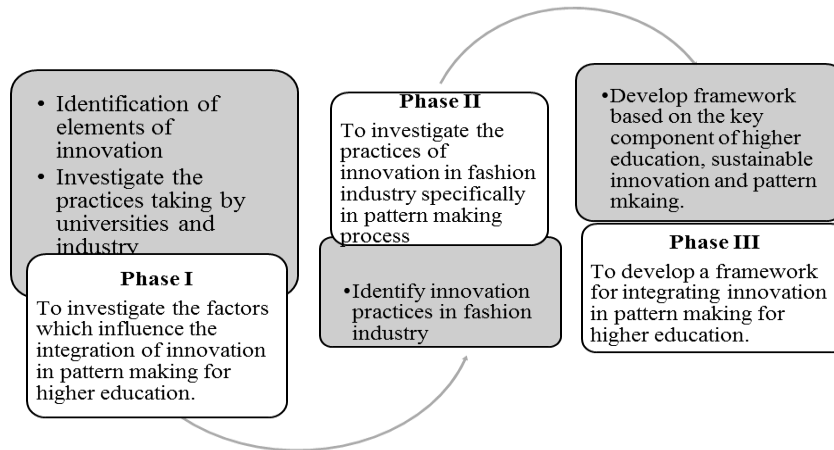 • Identification of
elements of
innovation
• Investigate the
practices taking by
universities and
industry
Phase I
To investigate the factors
which influence the
integration of innovation
in pattern making for
higher education.
Phase II
To investigate the
practices of
innovation in fashion
industry specifically
in pattern making
process
•Identify innovation
practices in fashion
industry
•Develop framework
based on the key
component of higher
education, sustainable
innovation and pattern
mkaing.
Phase III
To develop a framework
for integrating innovation
in pattern making for
higher education.